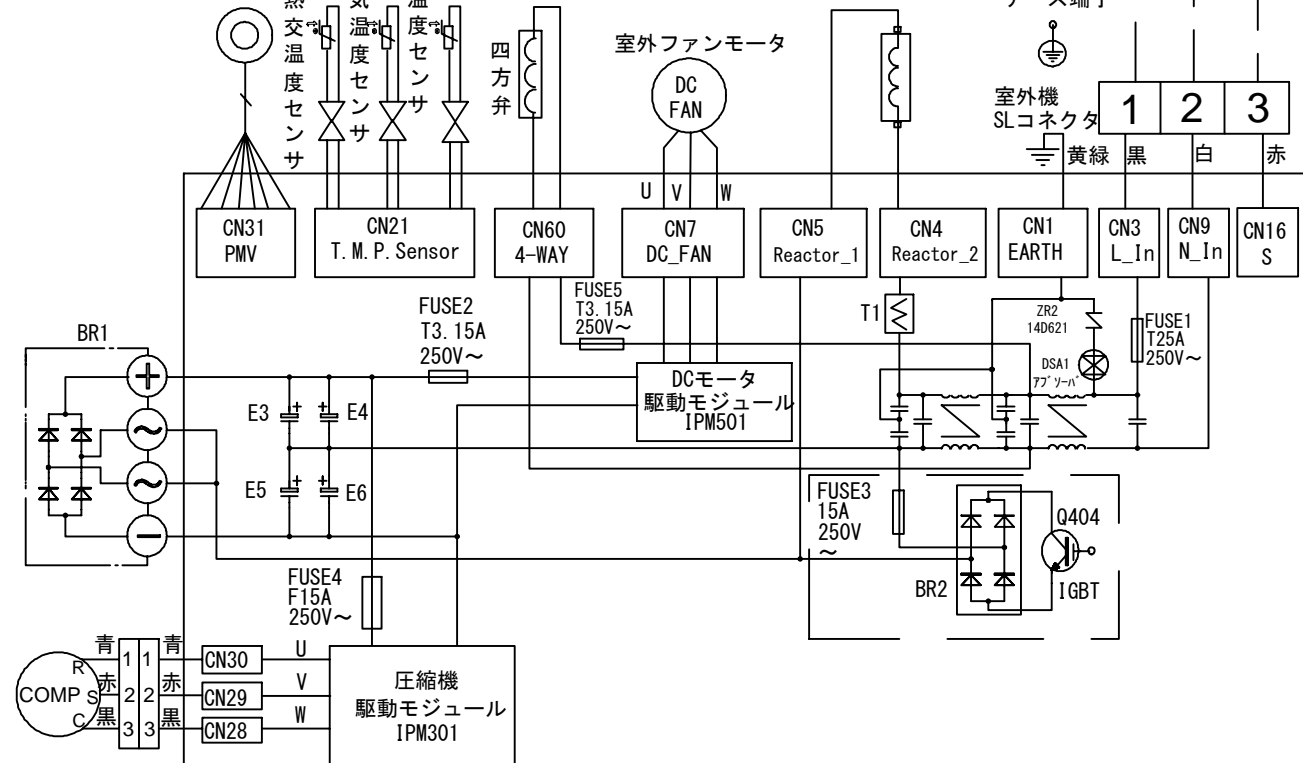 交温度センサ
温度センサ
温
度
センサ
四方弁
室外ファンモータ
DC
FAN
室外機
SLコネクタ
1 2 3
黄緑 黒 白 赤
U V W
CN31
PMV
CN21
T.M.P.Sensor
CN60
4-WAY
CN7
DC_FAN
CN5
Reactor_1
CN4
Reactor_2
CN1
EARTH
CN3
L_In
CN9
N_In
CN16
S
BR1
FUSE2
T3.15A
250V~
FUSE5
T3.15A
250V~
T1
ZR2
14D621
DSA1
アブソーバ
FUSE1
T25A
250V~
DCモータ
駆動モジュール
IPM501
+
~
~
−
E3 + + E4
E5 + + E6
FUSE3
15A
250V
~
Q404
BR2
IGBT
FUSE4
F15A
250V~
COMP
R
S
C
青 1 1 青 CN30 U
赤 2 2 赤 CN29 V
黒 3 3 黒 CN28 W
圧縮機
駆動モジュール
IPM301